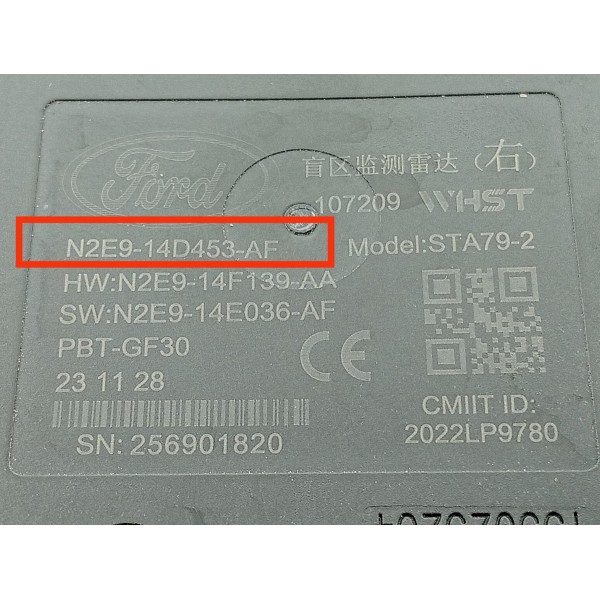 Ford
盲区监测雷达（右）
107209 WHST
N2E9-14D453-AF
Model:STA79-2
HW:N2E9-14F139-AA
SW:N2E9-14E036-AF
PBT-GF30
CE
23 11 28
SN: 256901820
CMIIT ID:
2022LP9780